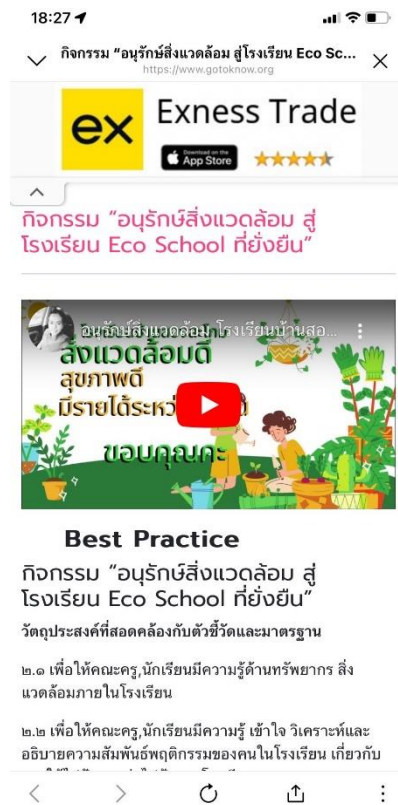 18:27
กิจกรรม “อนุรักษ์สิ่งแวดล้อม สู่โรงเรียน Eco Sc...
https://www.gotoknow.org
ex
Exness Trade
Download on the
App Store
กิจกรรม “อนุรักษ์สิ่งแวดล้อม สู่
โรงเรียน Eco School ที่ยั่งยืน”
อนุรักษ์สิ่งแวดล้อม โรงเรียนบ้านสอ...
สิ่งแวดล้อมดี
สุขภาพดี
มีรายได้ระหว่
ขอบคุณคะ
Best Practice
กิจกรรม “อนุรักษ์สิ่งแวดล้อม สู่
โรงเรียน Eco School ที่ยั่งยืน”
วัตถุประสงค์ที่สอดคล้องกับตัวชี้วัดและมาตรฐาน
๒.๑ เพื่อให้คณะครู,นักเรียนมีความรู้ด้านทรัพยากร สิ่ง
แวดล้อมภายในโรงเรียน
๒.๒ เพื่อให้คณะครู,นักเรียนมีความรู้ เข้าใจ วิเคราะห์และ
อธิบายความสัมพันธ์พฤติกรรมของคนในโรงเรียน เกี่ยวกับ